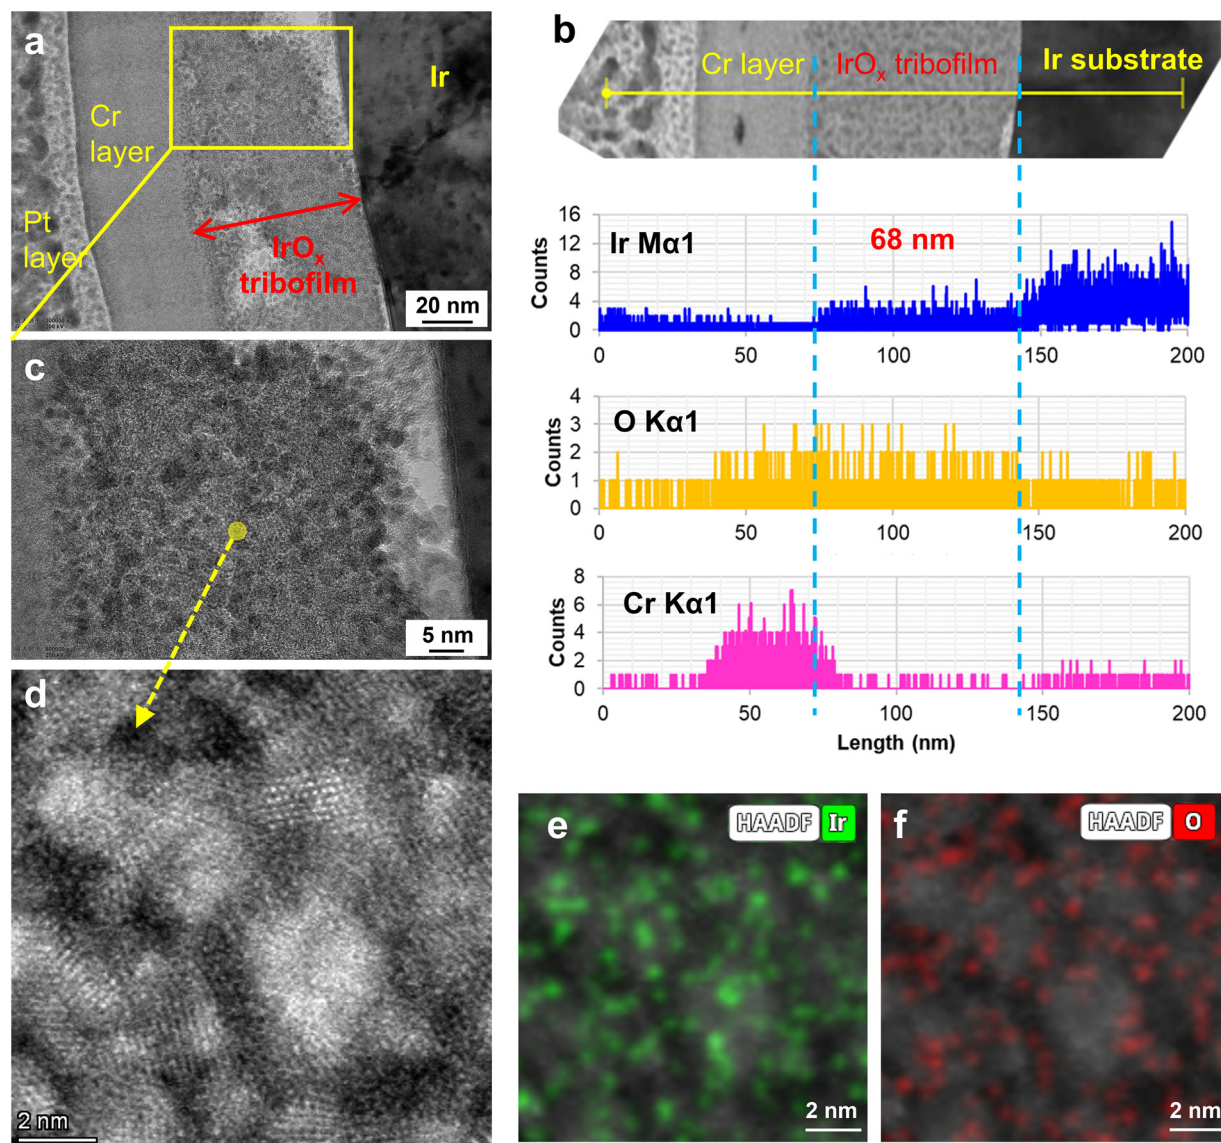 a
Cr
layer
Pt
layer
Ir
IrOₓ
tribofilm
20 nm
b
Cr layer
IrOₓ tribofilm
Ir substrate
Ir Mα1
68 nm
Counts
16
12
8
4
0
0 50 100 150 200
O Kα1
Counts
4
3
2
1
0
0 50 100 150 200
Cr Kα1
Counts
8
6
4
2
0
0 50 100 150 200
Length (nm)
c
5 nm
d
2 nm
e
HAADF Ir
2 nm
f
HAADF O
2 nm